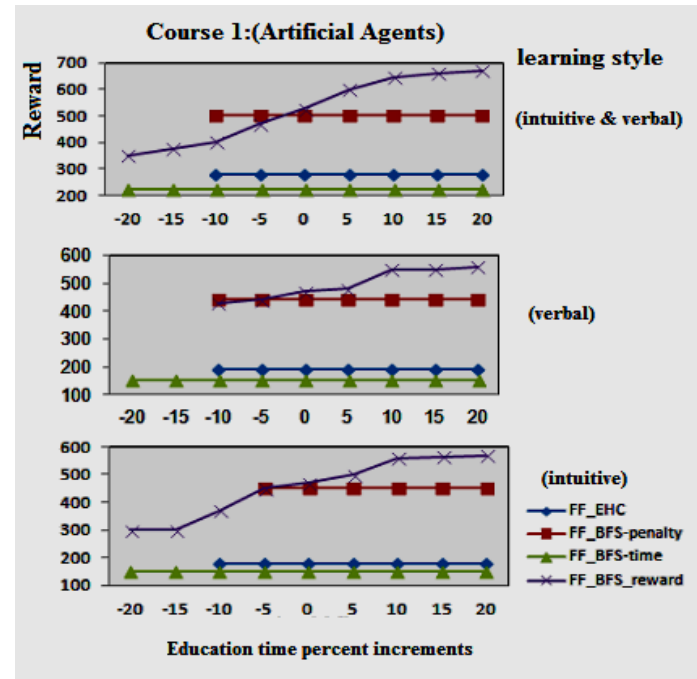 Course 1:(Artificial Agents)
learning style
Reward
700
600
500
400
300
200
(intuitive & verbal)
-20 -15 -10 -5 0 5 10 15 20
600
500
400
300
200
100
(verbal)
-20 -15 -10 -5 0 5 10 15 20
600
500
400
300
200
100
(intuitive)
FF_EHC
FF_BFS-penalty
FF_BFS-time
FF_BFS_reward
-20 -15 -10 -5 0 5 10 15 20
Education time percent increments